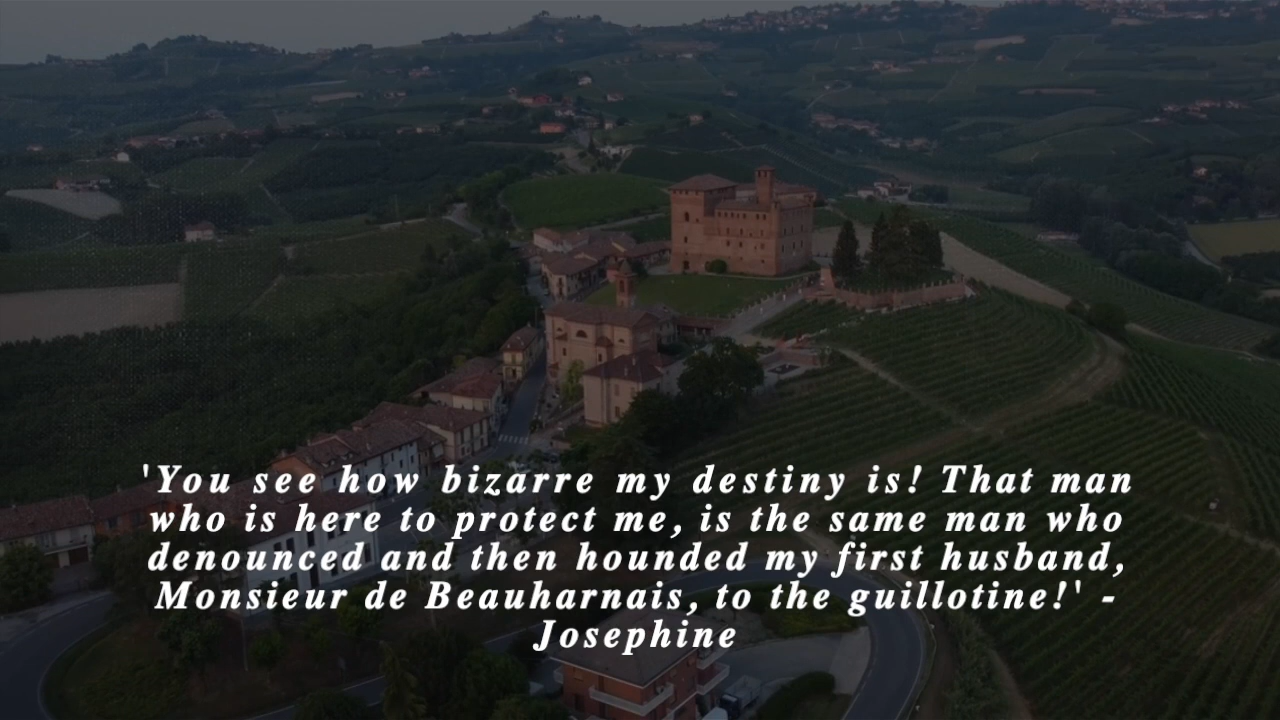 'You see how bizarre my destiny is! That man
who is here to protect me, is the same man who
denounced and then hounded my first husband,
Monsieur de Beauharnais, to the guillotine!' -
Josephine